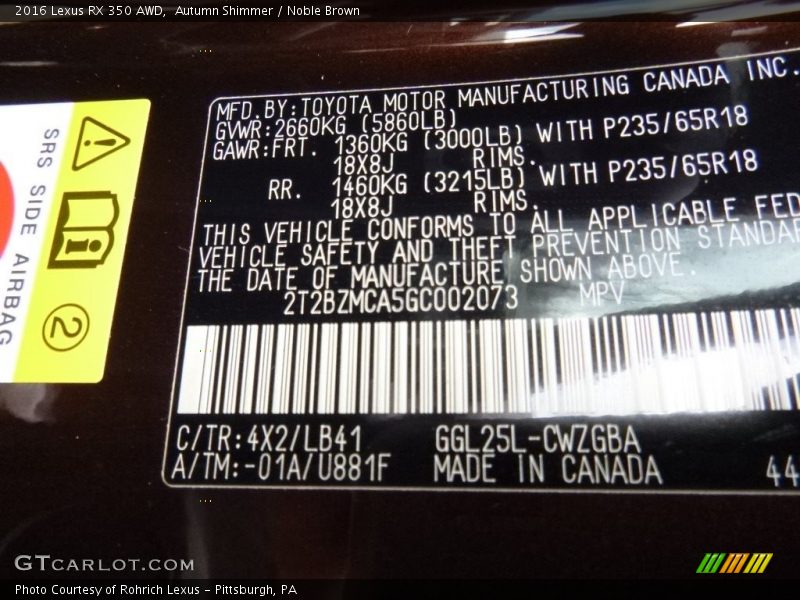 2016 Lexus RX 350 AWD,  Autumn Shimmer / Noble Brown
MFD.BY:TOYOTA MOTOR MANUFACTURING CANADA INC.
GVWR:2660KG (5860LB)
GAWR:FRT. 1360KG (3000LB) WITH P235/65R18
18X8J RIMS.
RR. 1460KG (3215LB) WITH P235/65R18
18X8J RIMS.
THIS VEHICLE CONFORMS TO ALL APPLICABLE FED
VEHICLE SAFETY AND THEFT PREVENTION STANDAR
THE DATE OF MANUFACTURE SHOWN ABOVE.
2T2BZMCA5GC002073 MPV
C/TR:4X2/LB41 GGL25L-CWZGBA
A/TM:-01A/U881F MADE IN CANADA 44
SRS SIDE AIRBAG
2
GTCARLOT.COM
Photo Courtesy of Rohrich Lexus - Pittsburgh, PA